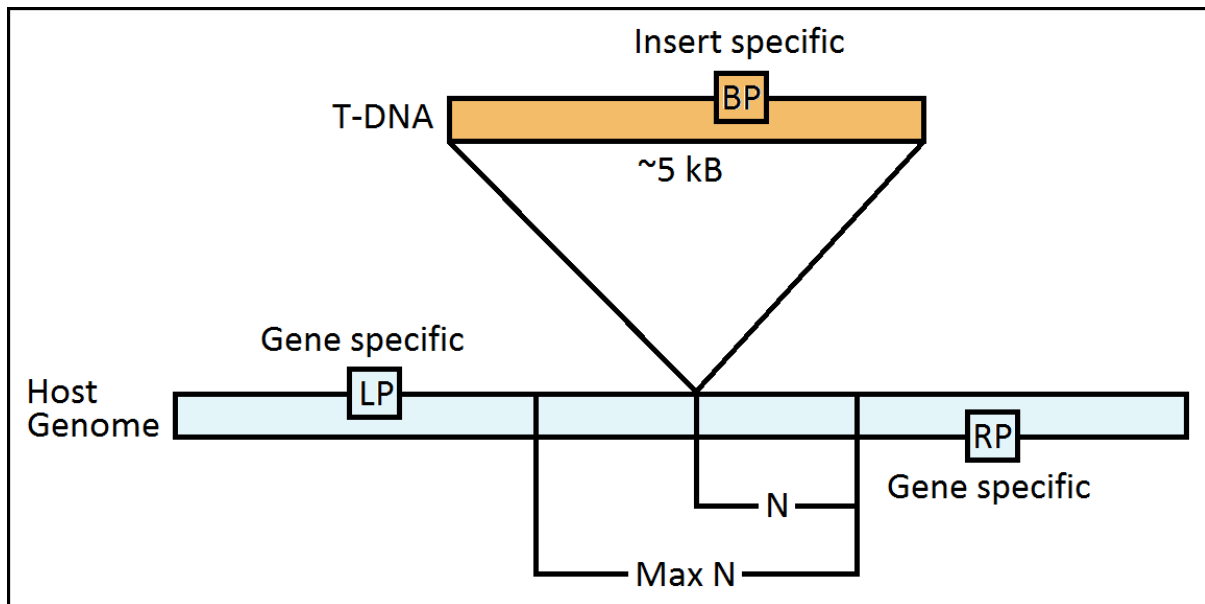 Insert specific
BP
T-DNA
~5 kB
Gene specific
LP
Host
Genome
RP
Gene specific
N
Max N